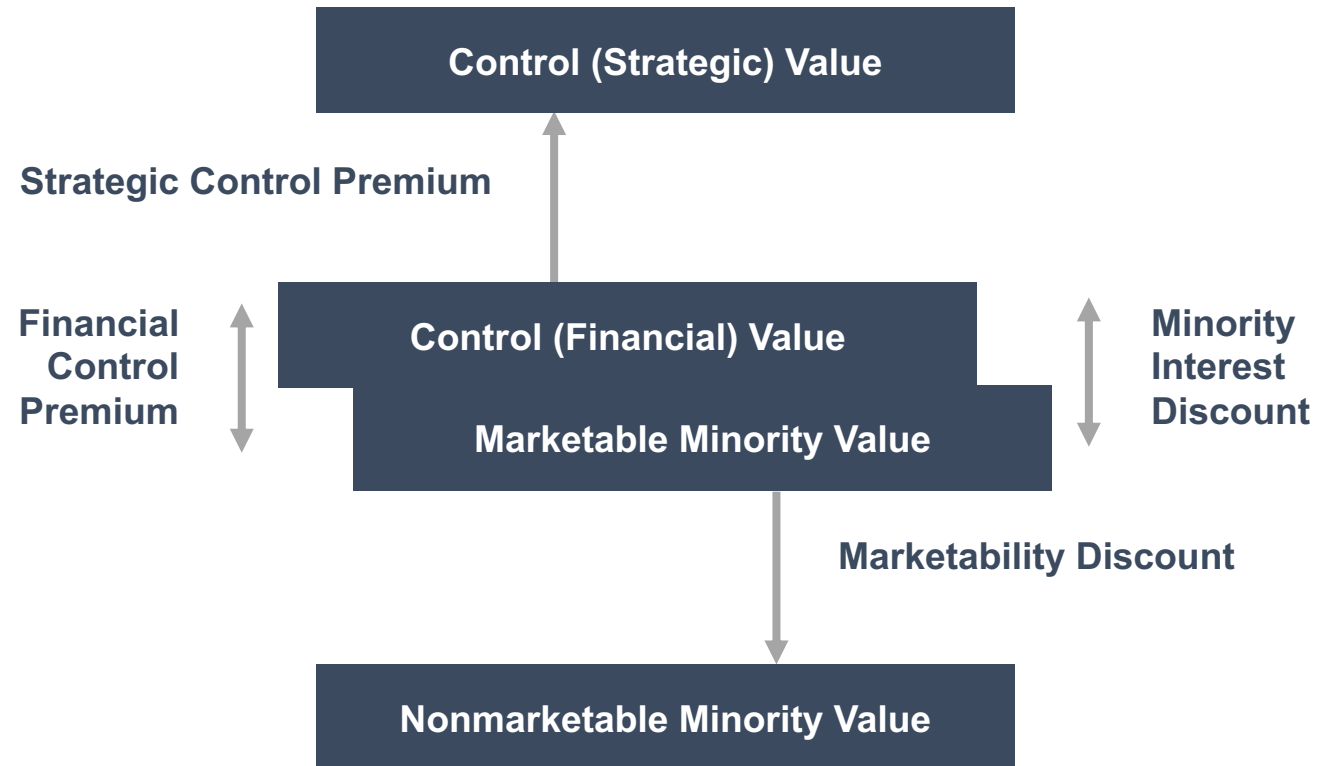 Control (Strategic) Value
Strategic Control Premium
Financial
Control
Premium
Control (Financial) Value
Minority
Interest
Discount
Marketable Minority Value
Marketability Discount
Nonmarketable Minority Value